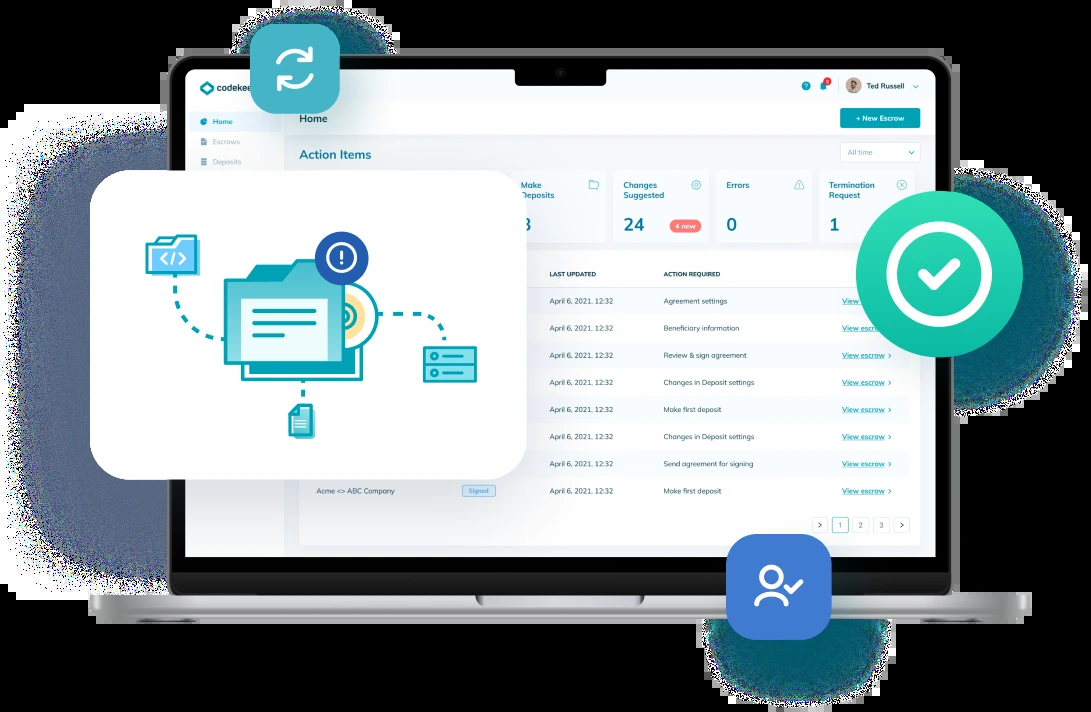 Ted Russell
Home
Escrows
Deposits
Home
+ New Escrow
Action Items
All time
Make Deposits
Changes Suggested
24
4 new
Errors
0
Termination Request
1
LAST UPDATED ACTION REQUIRED
April 6, 2021, 12:32 Agreement settings View
April 6, 2021, 12:32 Beneficiary information View
April 6, 2021, 12:32 Review & sign agreement View escrow >
April 6, 2021, 12:32 Changes in Deposit settings View escrow >
April 6, 2021, 12:32 Make first deposit View escrow >
April 6, 2021, 12:32 Changes in Deposit settings View escrow >
April 6, 2021, 12:32 Send agreement for signing View escrow >
Acme <> ABC Company Signed April 6, 2021, 12:32 Make first deposit View escrow >
> 1 2 3 >